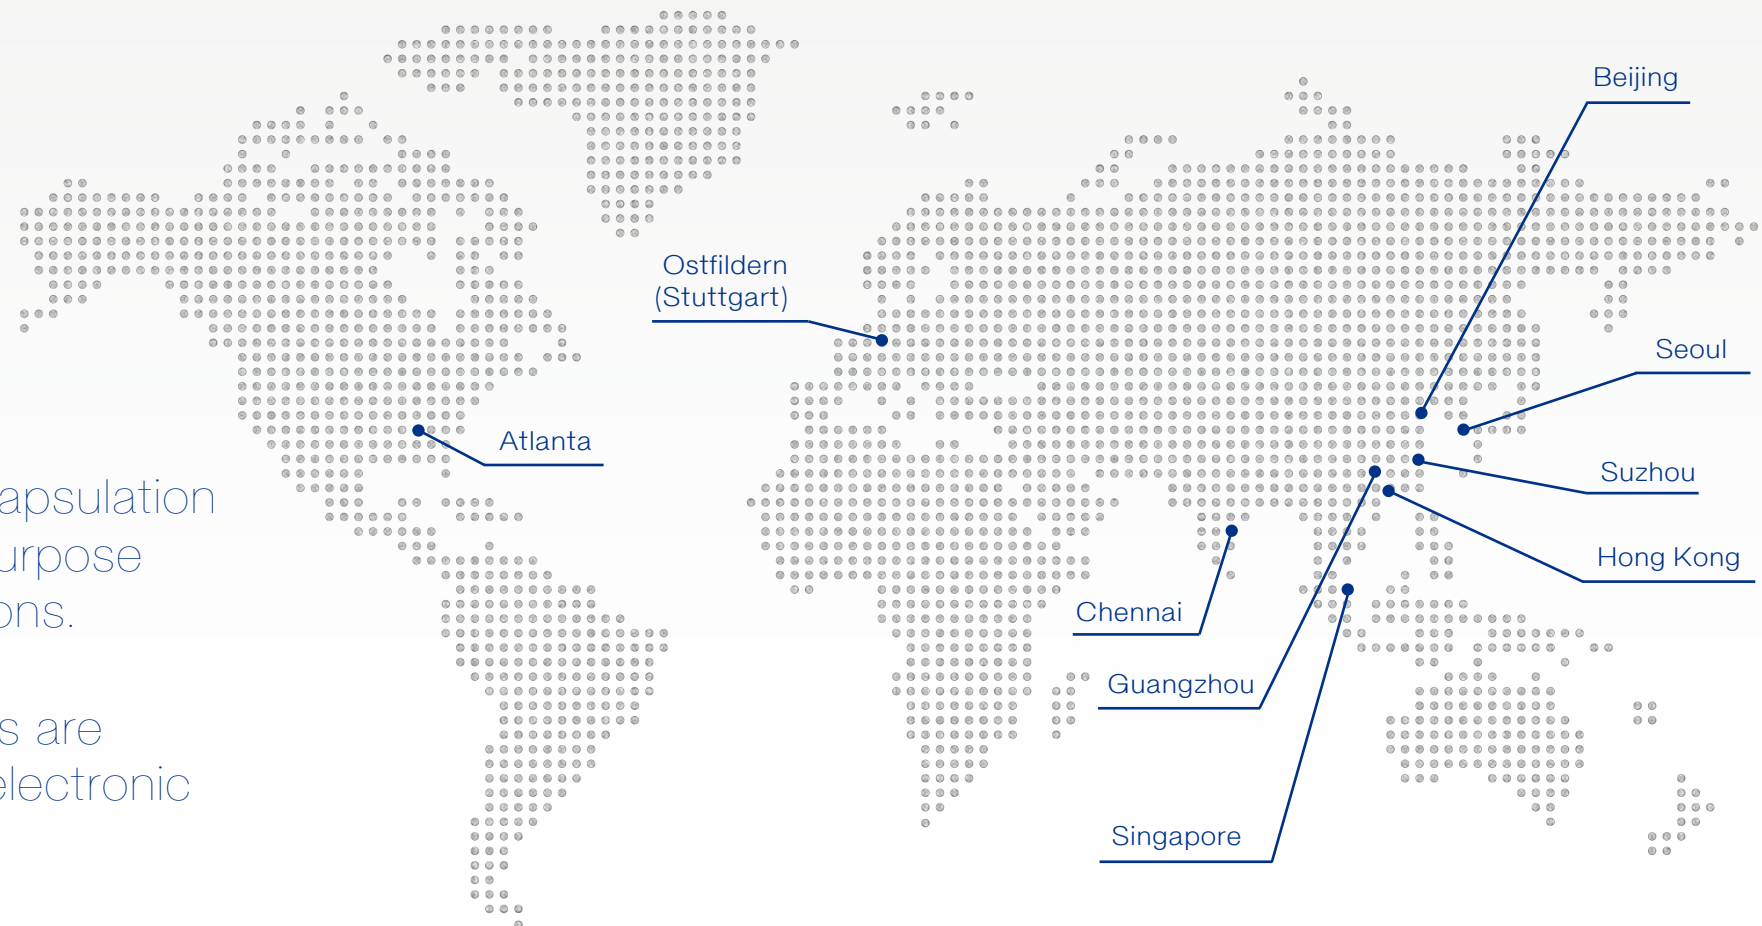 apsulation
urpose
ons.
s are
electronic
Atlanta
Ostfildern
(Stuttgart)
Beijing
Seoul
Suzhou
Hong Kong
Chennai
Guangzhou
Singapore